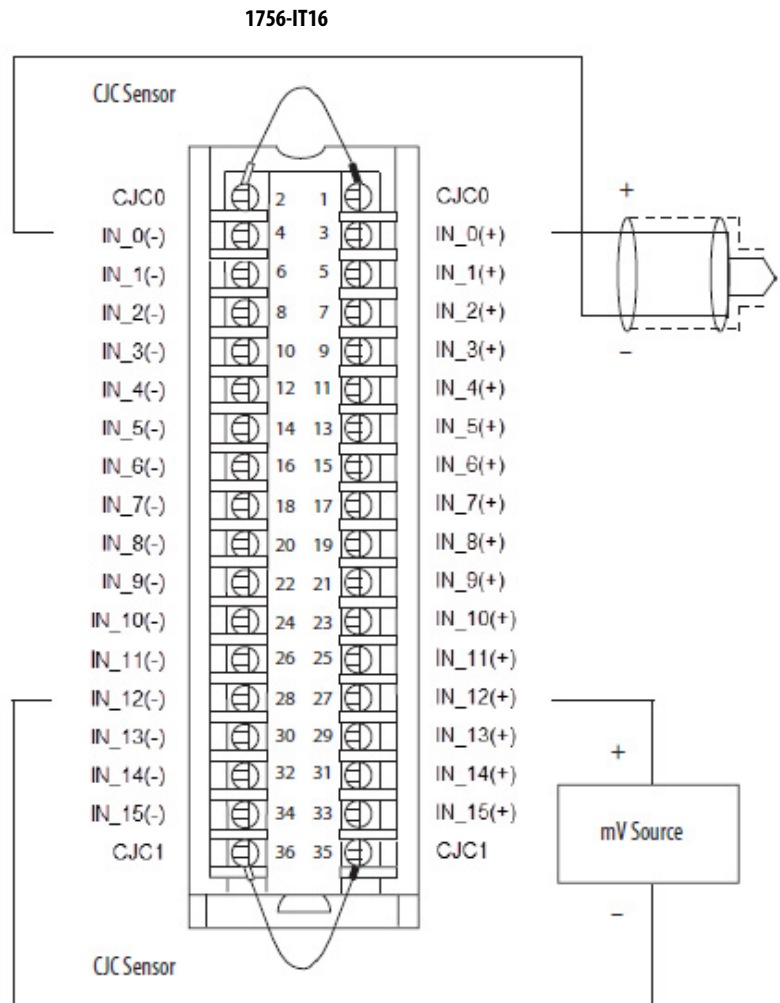 1756-IT16
CJC Sensor
CJC0 2 1 CJC0
+
IN_0(-) 4 3 IN_0(+)
IN_1(-) 6 5 IN_1(+)
IN_2(-) 8 7 IN_2(+)
IN_3(-) 10 9 IN_3(+)
–
IN_4(-) 12 11 IN_4(+)
IN_5(-) 14 13 IN_5(+)
IN_6(-) 16 15 IN_6(+)
IN_7(-) 18 17 IN_7(+)
IN_8(-) 20 19 IN_8(+)
IN_9(-) 22 21 IN_9(+)
IN_10(-) 24 23 IN_10(+)
IN_11(-) 26 25 IN_11(+)
IN_12(-) 28 27 IN_12(+)
IN_13(-) 30 29 IN_13(+)
+
IN_14(-) 32 31 IN_14(+)
IN_15(-) 34 33 IN_15(+)
mV Source
CJC1 36 35 CJC1
–
CJC Sensor